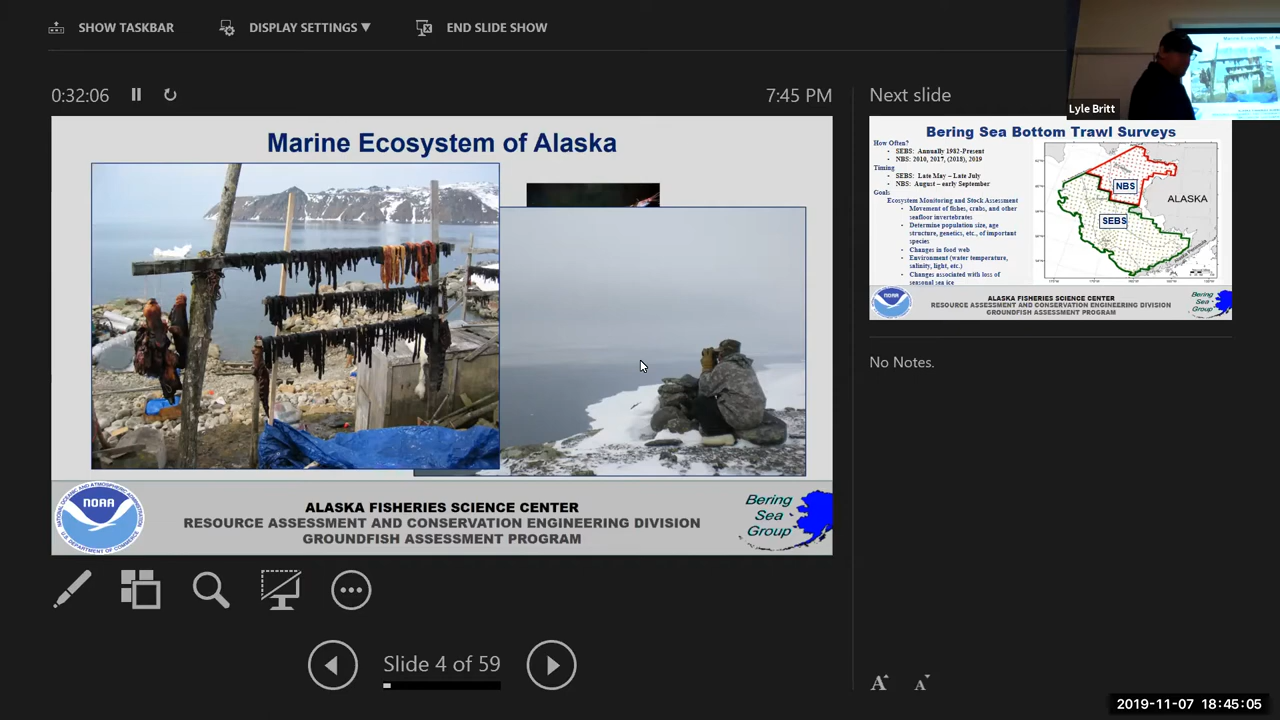 SHOW TASKBAR
DISPLAY SETTINGS ▼
END SLIDE SHOW
0:32:06
7:45 PM
Next slide
Lyle Britt
Marine Ecosystem of Alaska
NOAA
ALASKA FISHERIES SCIENCE CENTER
RESOURCE ASSESSMENT AND CONSERVATION ENGINEERING DIVISION
GROUNDFISH ASSESSMENT PROGRAM
Bering
Sea
Group
Bering Sea Bottom Trawl Surveys
How Often?
• SEBS: Annually 1982-Present
• NBS: 2010, 2017, (2018), 2019
Timing
• SEBS: Late May – Late July
• NBS: August – early September
Goals
Ecosystem Monitoring and Stock Assessment
• Movement of fishes, crabs, and other
seafloor invertebrates
• Determine population size, age
structure, genetics, etc., of important
species
• Changes in food web
• Environment (water temperature,
salinity, light, etc.)
• Changes associated with loss of
seasonal sea ice
NBS
SEBS
ALASKA
NOAA
ALASKA FISHERIES SCIENCE CENTER
RESOURCE ASSESSMENT AND CONSERVATION ENGINEERING DIVISION
GROUNDFISH ASSESSMENT PROGRAM
Bering
Sea
Group
No Notes.
Slide 4 of 59
A A
2019-11-07 18:45:05